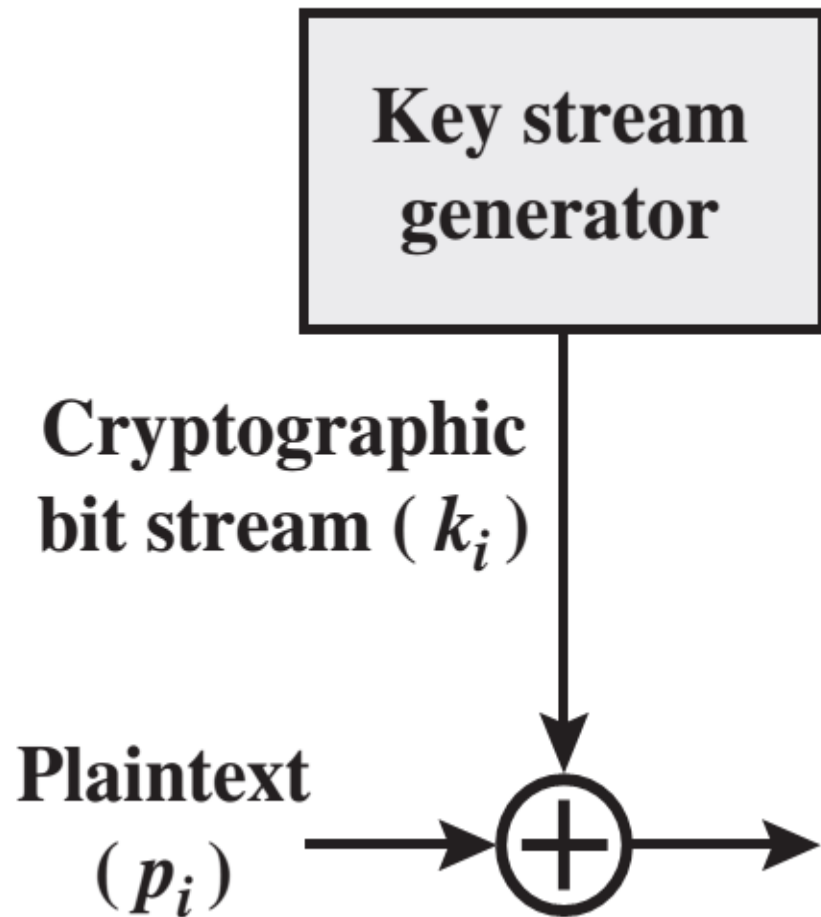 Key stream
generator
Cryptographic
bit stream ( kᵢ )
Plaintext
( pᵢ )